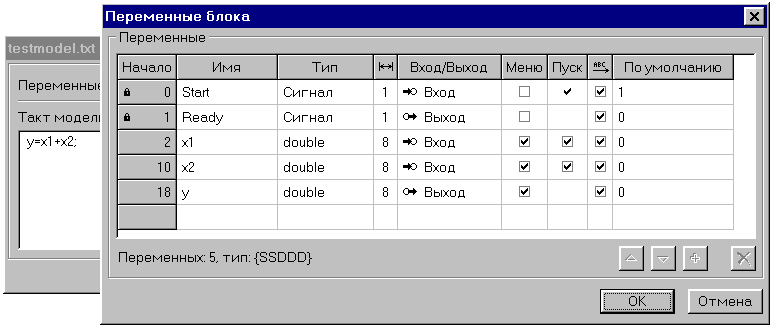 Переменные блока
testmodel.txt
Переменные
Переменные
Такт модели
y=x1+x2;
Начало Имя Тип Вход/Выход Меню Пуск ABC По умолчанию
0 Start Сигнал 1 Вход 1
1 Ready Сигнал 1 Выход 0
2 x1 double 8 Вход 0
10 x2 double 8 Вход 0
18 y double 8 Выход 0
Переменных: 5, тип: {SSDDD}
OK Отмена